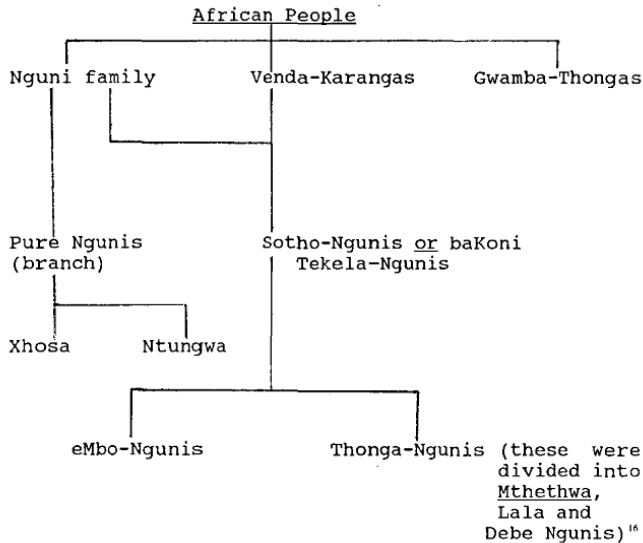 African People
Nguni family Venda-Karangas Gwamba-Thongas
Pure Ngunis Sotho-Ngunis or baKoni
(branch) Tekela-Ngunis
Xhosa Ntungwa
eMbo-Ngunis Thonga-Ngunis (these were
divided into
Mthethwa,
Lala and
Debe Ngunis)16